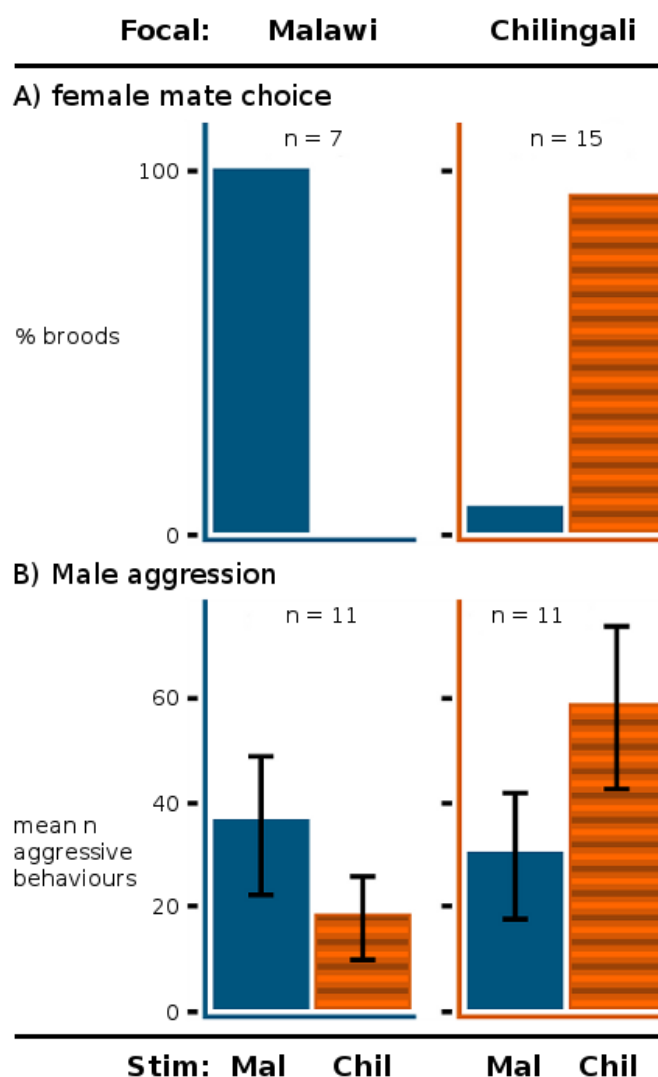 Focal: Malawi Chilingali
A) female mate choice
n = 7 n = 15
100
% broods
0
B) Male aggression
n = 11 n = 11
60
40
mean n
aggressive
behaviours
20
0
Stim: Mal Chil Mal Chil